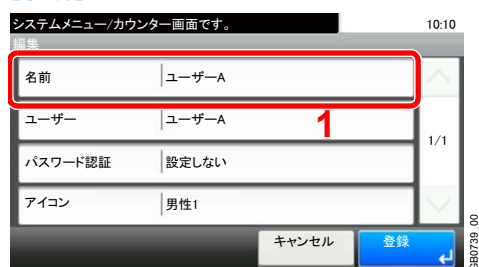 システムメニュー/カウンター画面です。 10:10
編集
名前 ユーザーA
ユーザー ユーザーA
1
1/1
パスワード認証 設定しない
アイコン 男性1
キャンセル 登録
GB0739_00